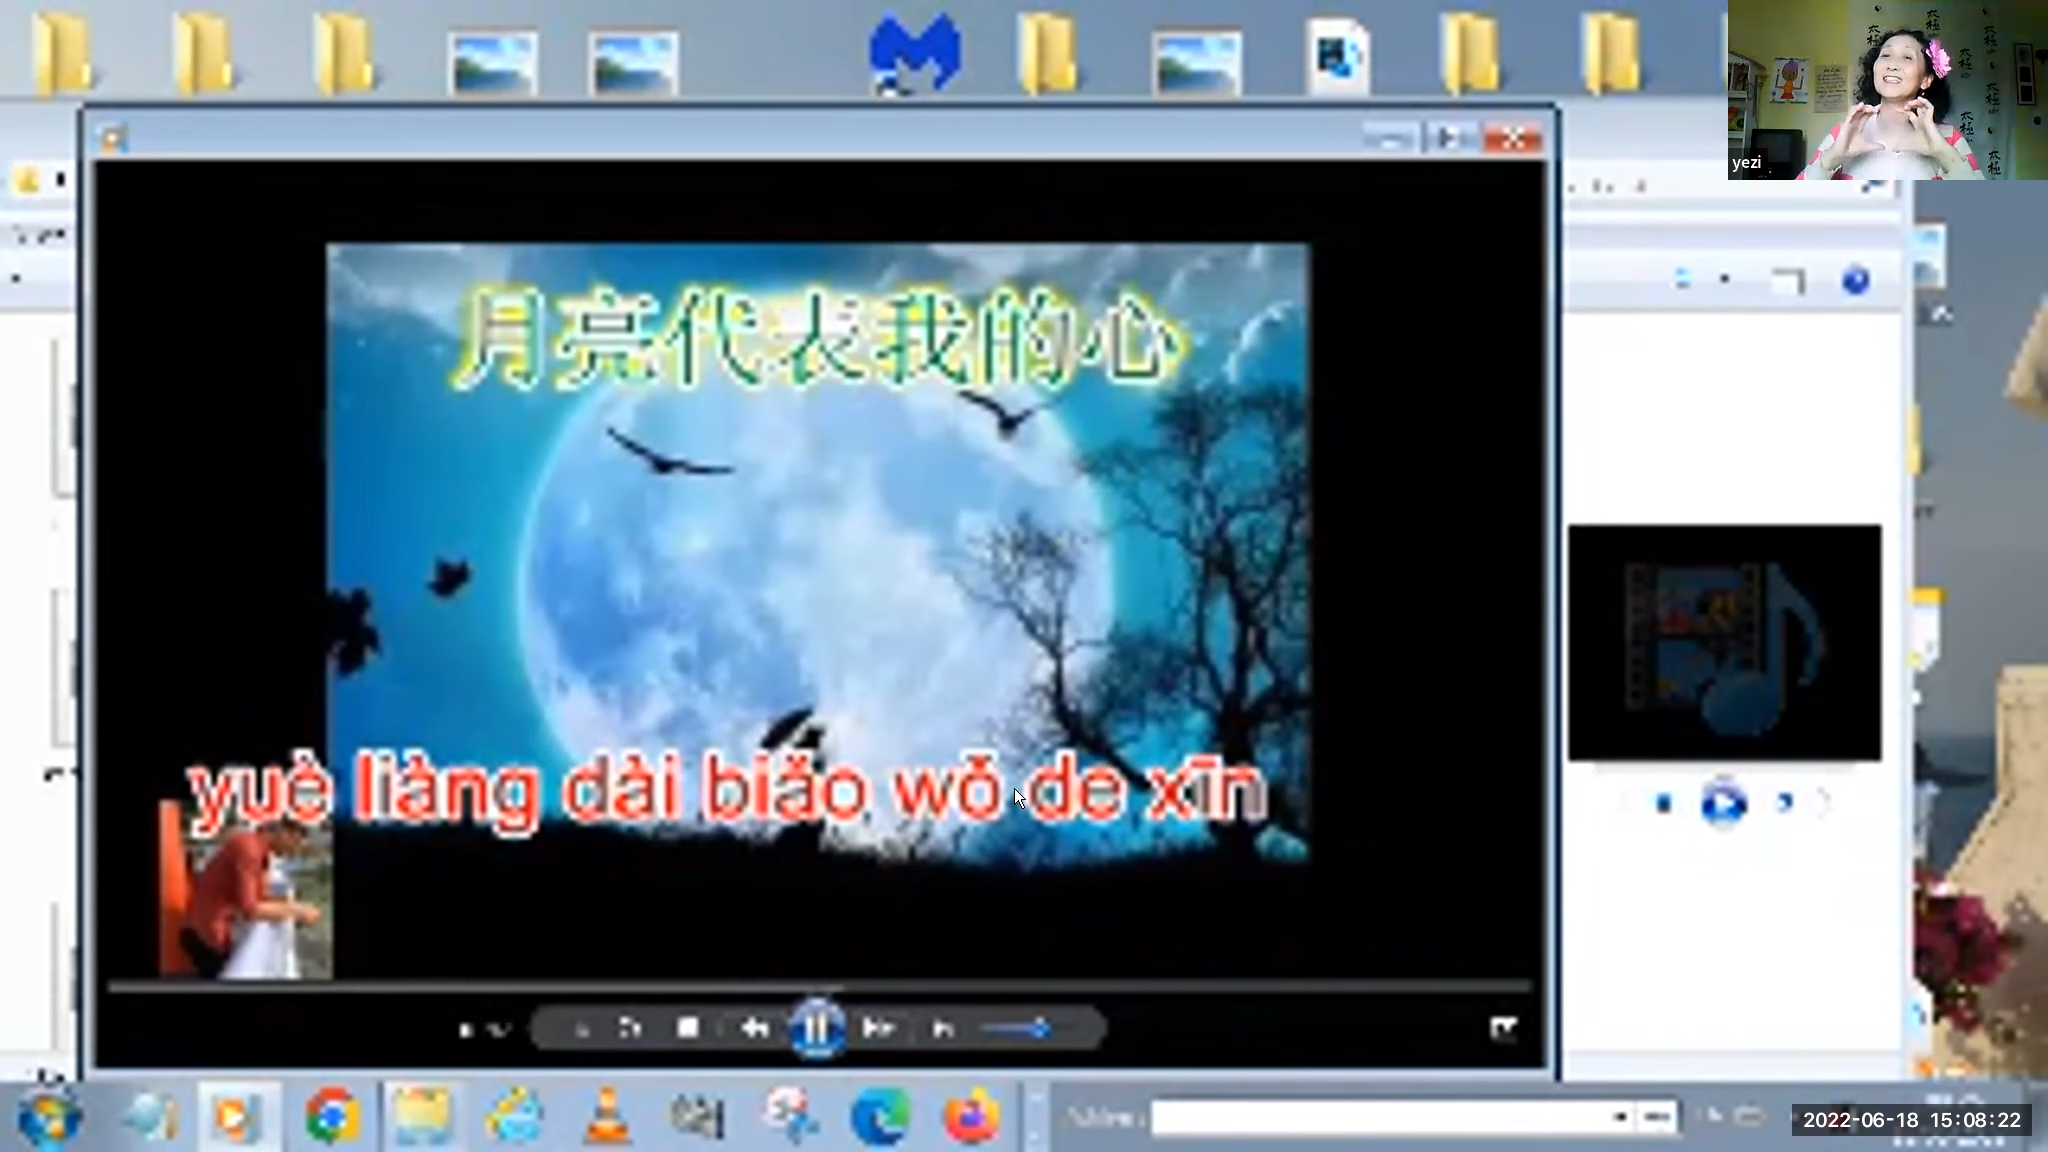 yezi
月亮代表我的心
yuè liàng dài biǎo wǒ de xīn
2022-06-18 15:08:22